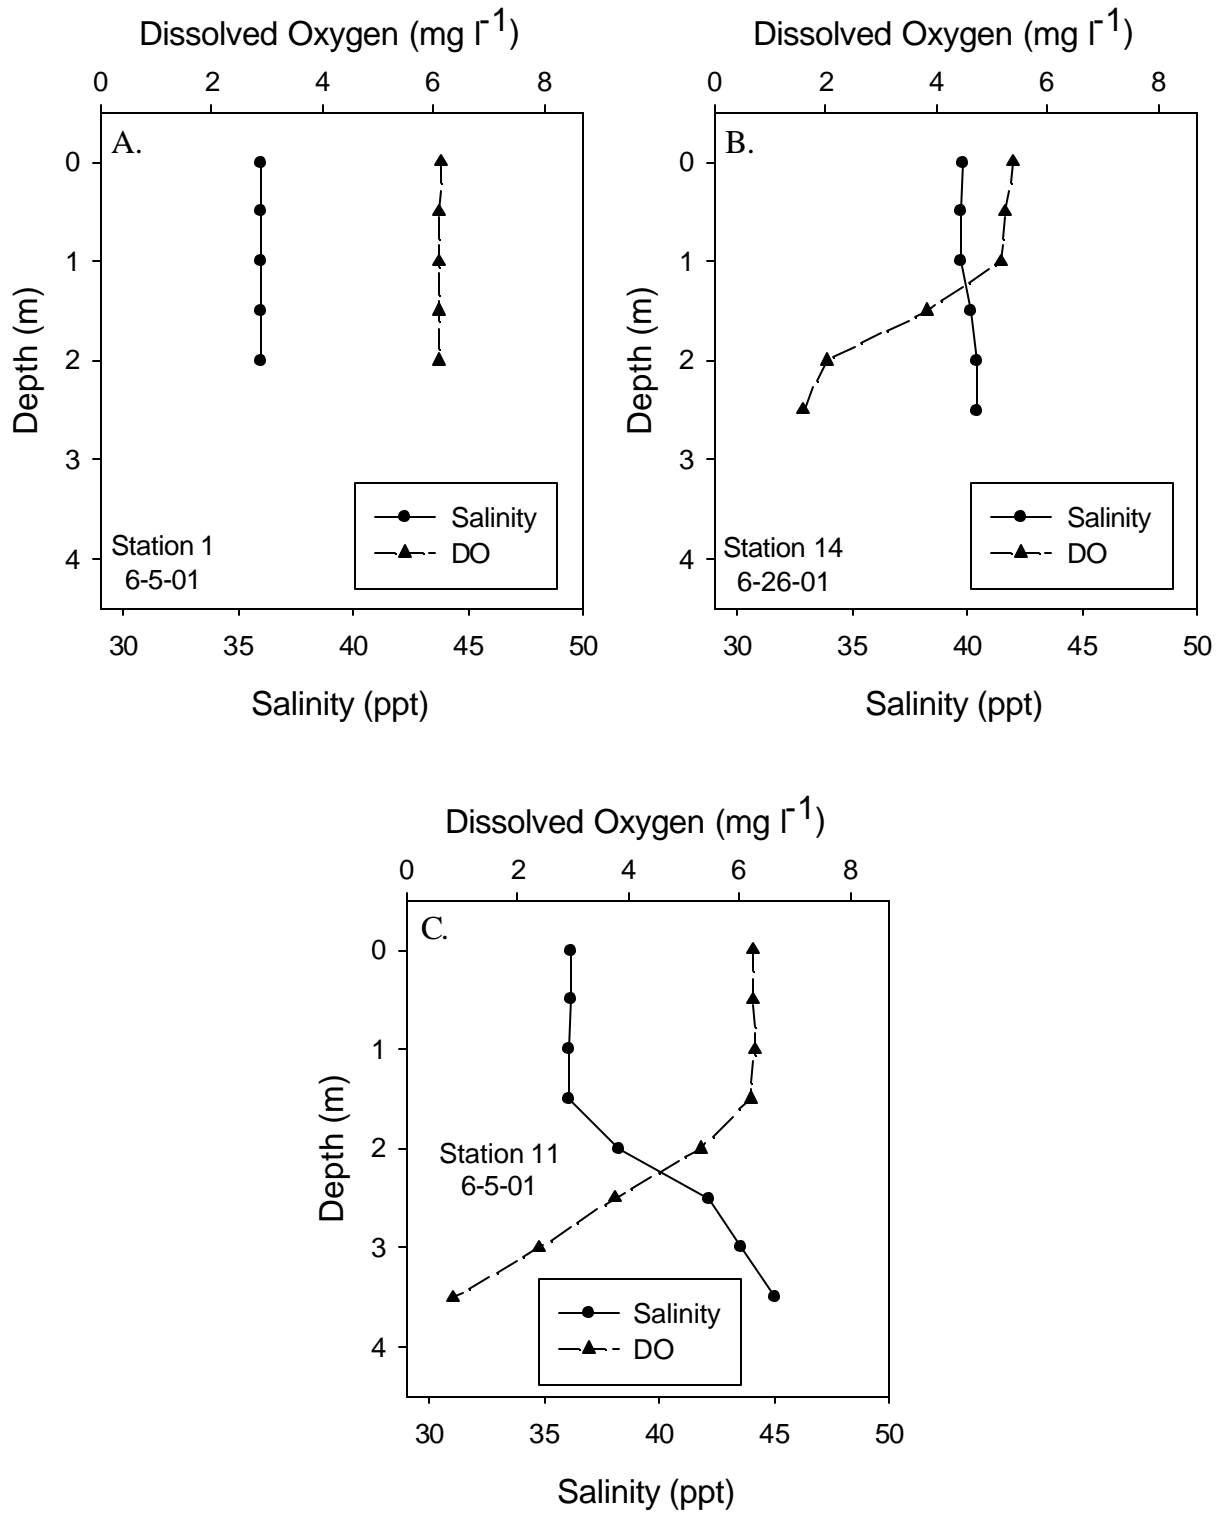 Dissolved Oxygen (mg l-1)
0 2 4 6 8
A.
0
1
2
3
4
Depth (m)
Salinity
DO
Station 1
6-5-01
30 35 40 45 50
Salinity (ppt)
Dissolved Oxygen (mg l-1)
0 2 4 6 8
B.
0
1
2
3
4
Depth (m)
Salinity
DO
Station 14
6-26-01
30 35 40 45 50
Salinity (ppt)
Dissolved Oxygen (mg l-1)
0 2 4 6 8
C.
0
1
2
3
4
Depth (m)
Station 11
6-5-01
Salinity
DO
30 35 40 45 50
Salinity (ppt)